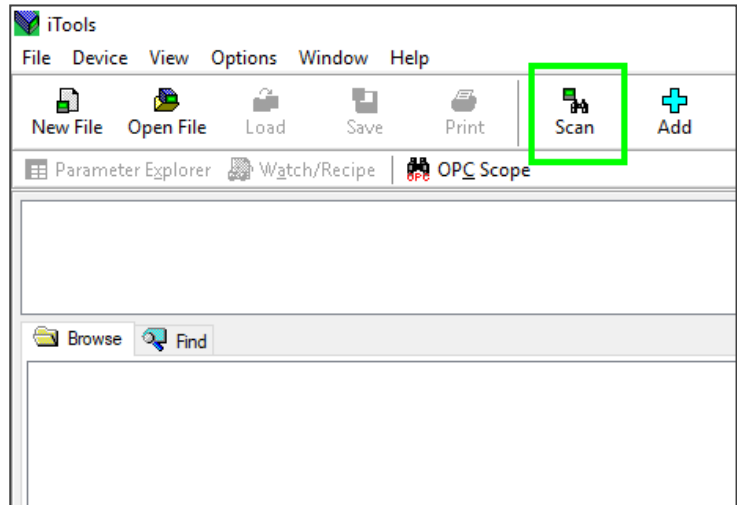 iTools
File Device View Options Window Help
New File Open File Load Save Print Scan Add
Parameter Explorer Watch/Recipe OPC OPC Scope
Browse Find